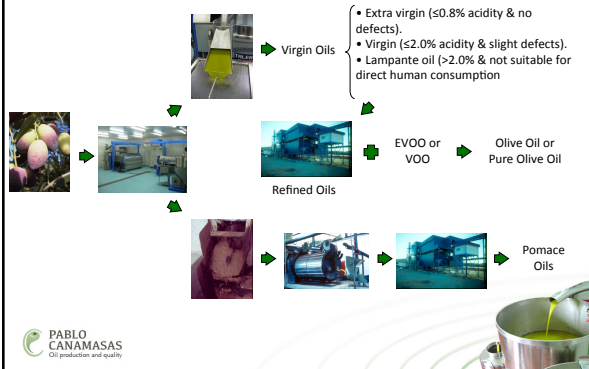 • Extra virgin (≤0.8% acidity & no
defects).
• Virgin (≤2.0% acidity & slight defects).
• Lampante oil (>2.0% & not suitable for
direct human consumption
Virgin Oils
EVOO or
VOO
Olive Oil or
Pure Olive Oil
Refined Oils
Pomace
Oils
PABLO
CANAMASAS
Oil production and quality